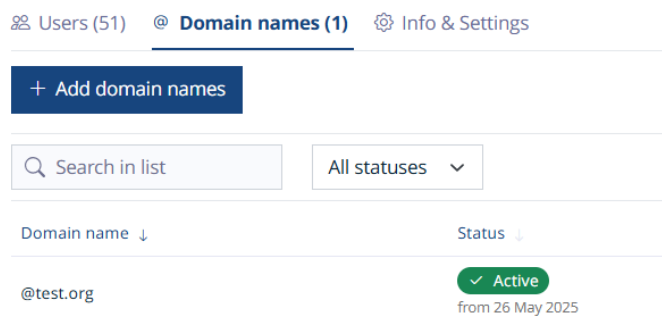 Users (51) @ Domain names (1) Info & Settings
+ Add domain names
Search in list All statuses
Domain name ↓ Status ↓
@test.org ✓ Active
from 26 May 2025